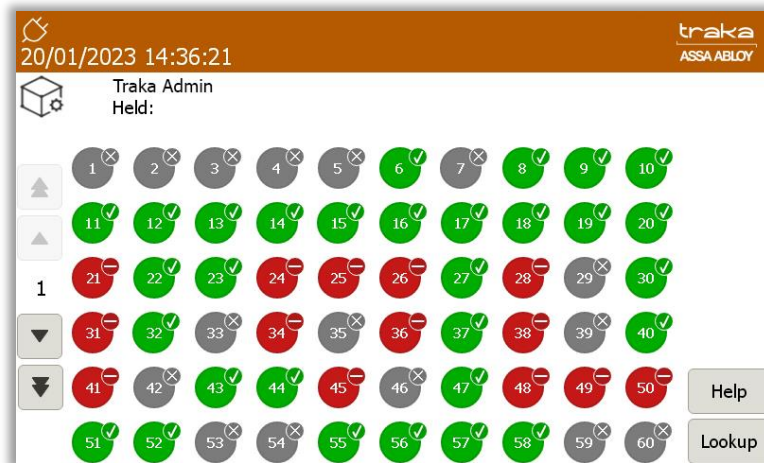 20/01/2023 14:36:21
traka
ASSA ABLOY
Traka Admin
Held:
1 2 3 4 5 6 7 8 9 10
11 12 13 14 15 16 17 18 19 20
21 22 23 24 25 26 27 28 29 30
1
31 32 33 34 35 36 37 38 39 40
41 42 43 44 45 46 47 48 49 50
Help
51 52 53 54 55 56 57 58 59 60
Lookup